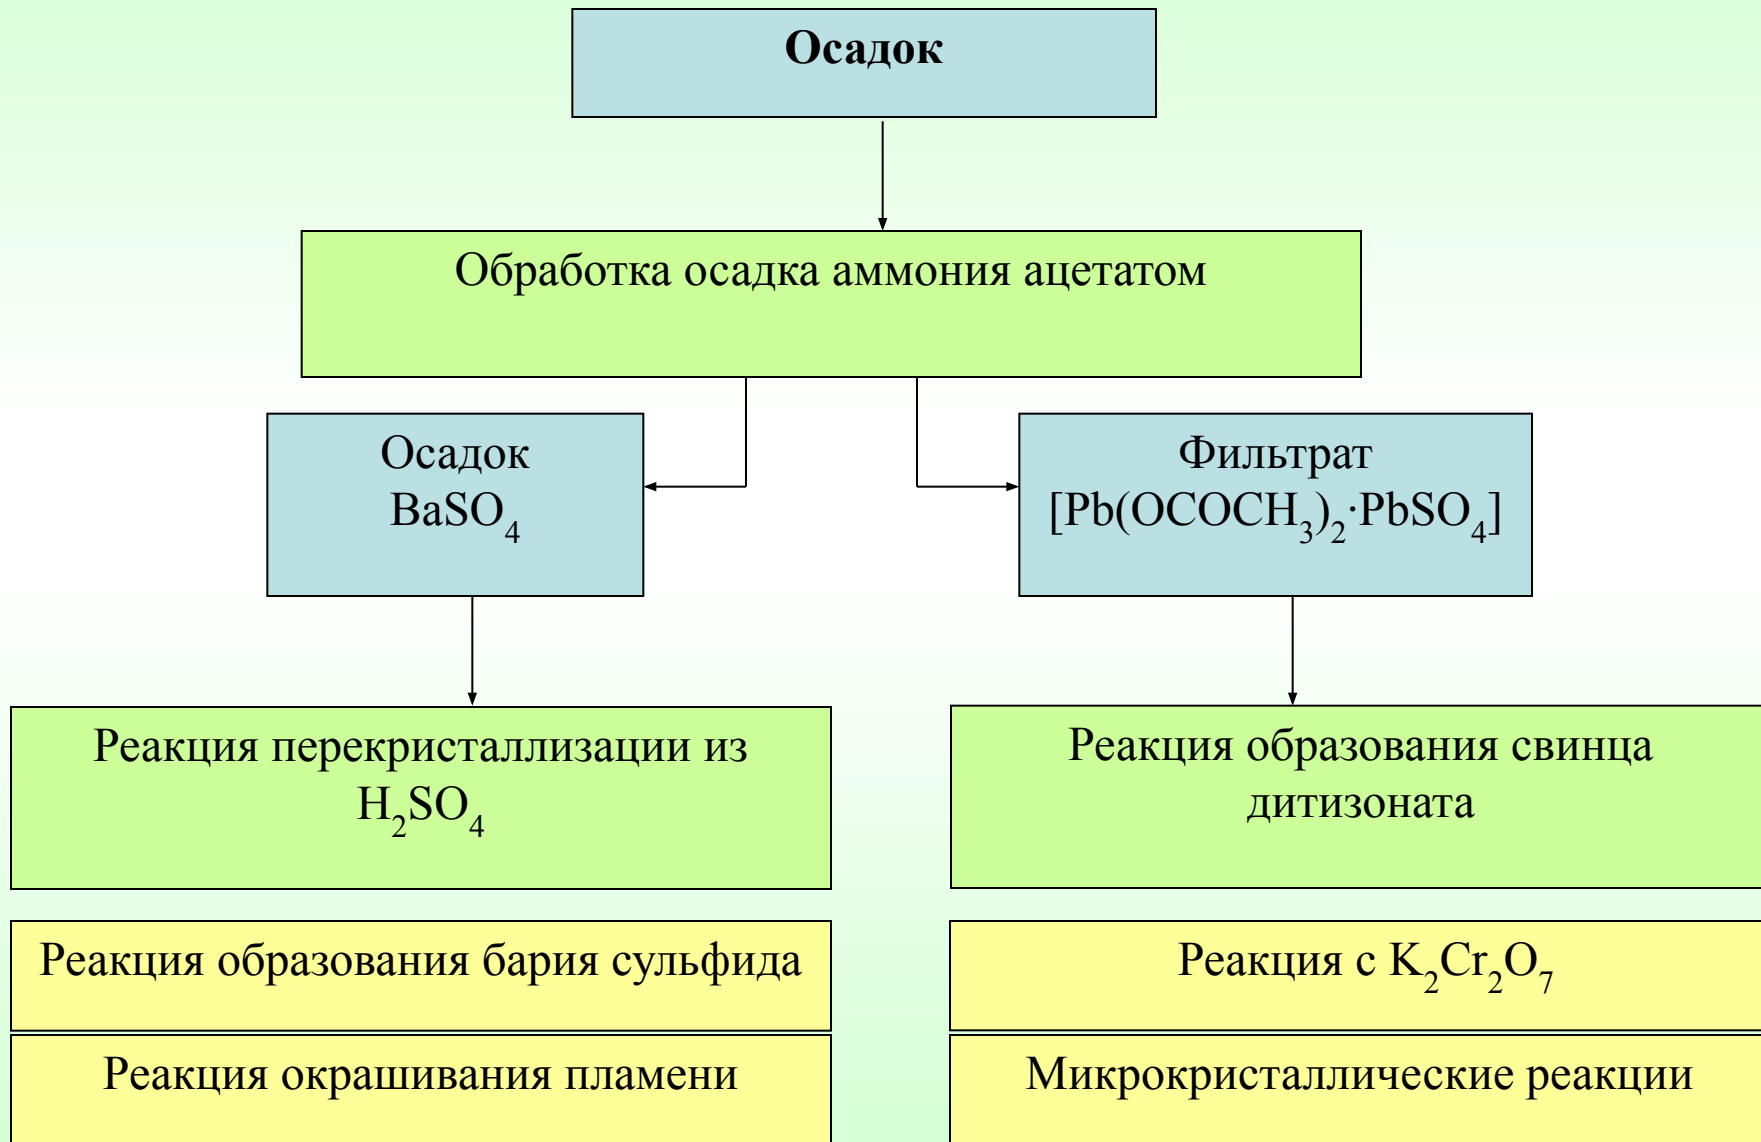 Осадок
Обработка осадка аммония ацетатом
Осадок
BaSO₄
Фильтрат
[Pb(OCOCH₃)₂·PbSO₄]
Реакция перекристаллизации из
H₂SO₄
Реакция образования свинца
дитизоната
Реакция образования бария сульфида
Реакция с K₂Cr₂O₇
Реакция окрашивания пламени
Микрокристаллические реакции